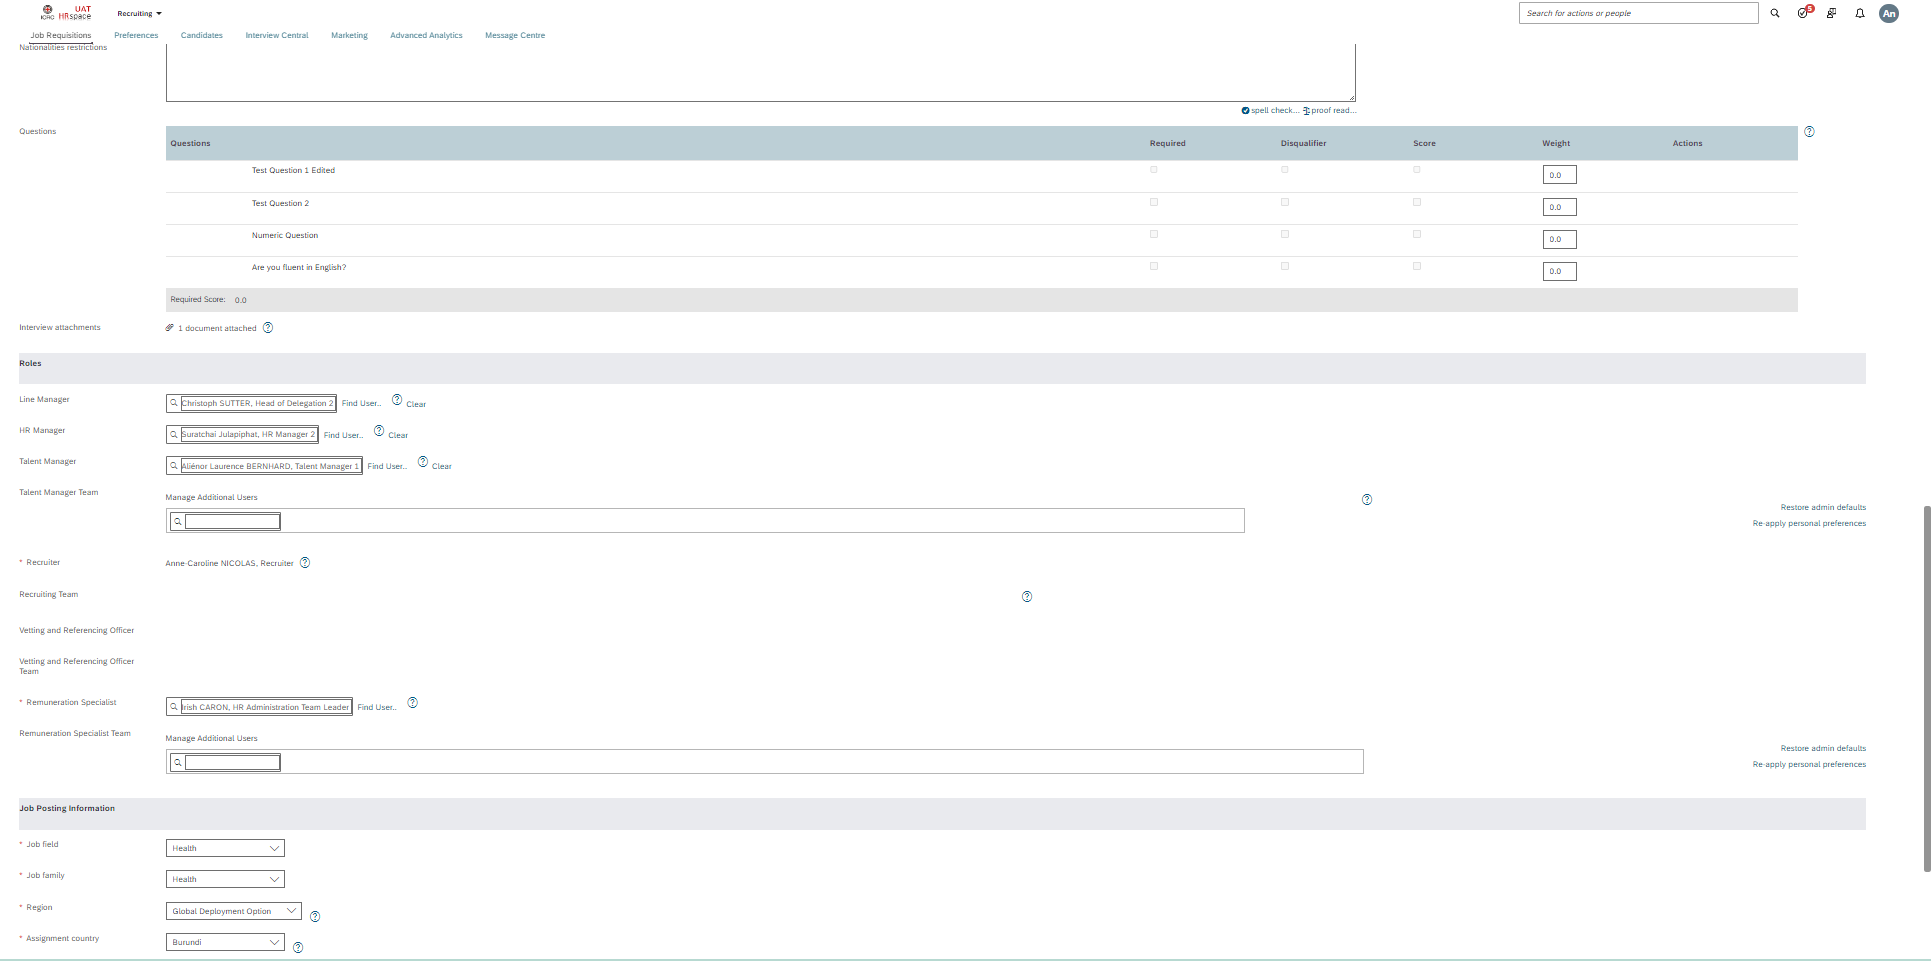 UAT
ICRC HRspace
Recruiting
Search for actions or people
5
An
Job Requisitions
Preferences
Candidates
Interview Central
Marketing
Advanced Analytics
Message Centre
Nationalities restrictions
spell check... proof read...
Questions
Questions Required Disqualifier Score Weight Actions
Test Question 1 Edited 0.0
Test Question 2 0.0
Numeric Question 0.0
Are you fluent in English? 0.0
Required Score: 0.0
Interview attachments 1 document attached
Roles
Line Manager Christoph SUTTER, Head of Delegation 2 Find User.. Clear
HR Manager Suratchai Julapiphat, HR Manager 2 Find User.. Clear
Talent Manager Aliénor Laurence BERNHARD, Talent Manager 1 Find User.. Clear
Talent Manager Team Manage Additional Users
Restore admin defaults
Re-apply personal preferences
* Recruiter Anne-Caroline NICOLAS, Recruiter
Recruiting Team
Vetting and Referencing Officer
Vetting and Referencing Officer
Team
* Remuneration Specialist Irish CARON, HR Administration Team Leader Find User..
Remuneration Specialist Team Manage Additional Users
Restore admin defaults
Re-apply personal preferences
Job Posting Information
* Job field Health
* Job family Health
* Region Global Deployment Option
* Assignment country Burundi